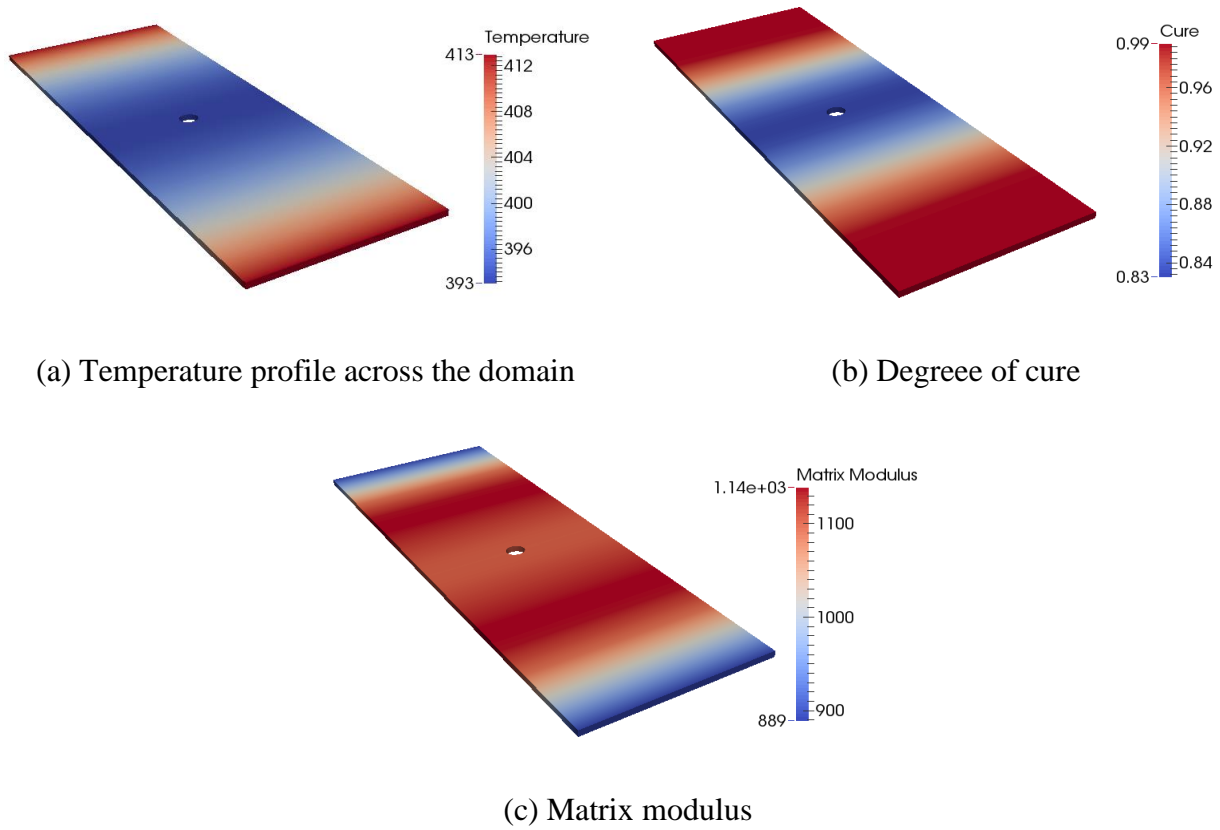 Temperature
413
412
408
404
400
396
393
Cure
0.99
0.96
0.92
0.88
0.84
0.83
(a) Temperature profile across the domain
(b) Degreee of cure
Matrix Modulus
1.14e+03
1100
1000
900
889
(c) Matrix modulus